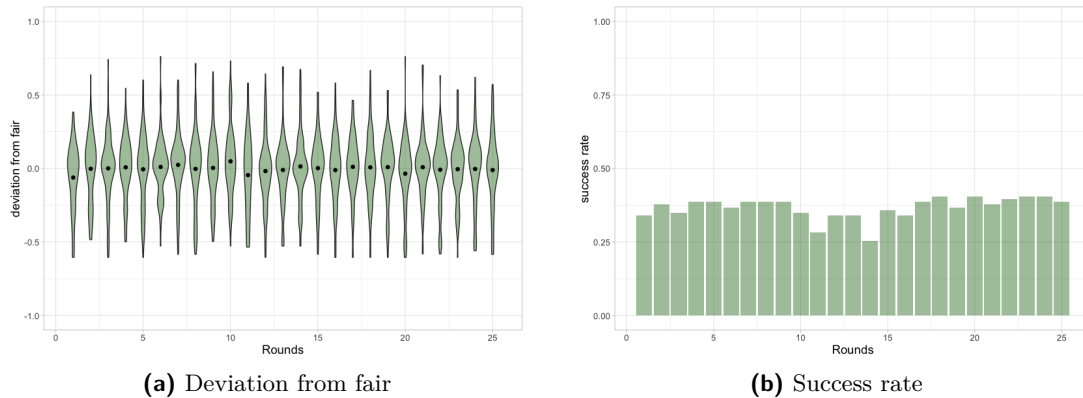 1.0
0.5
0.0
-0.5
-1.0
deviation from fair
0 5 10 15 20 25
Rounds
(a) Deviation from fair
1.00
0.75
0.50
0.25
0.00
success rate
0 5 10 15 20 25
Rounds
(b) Success rate